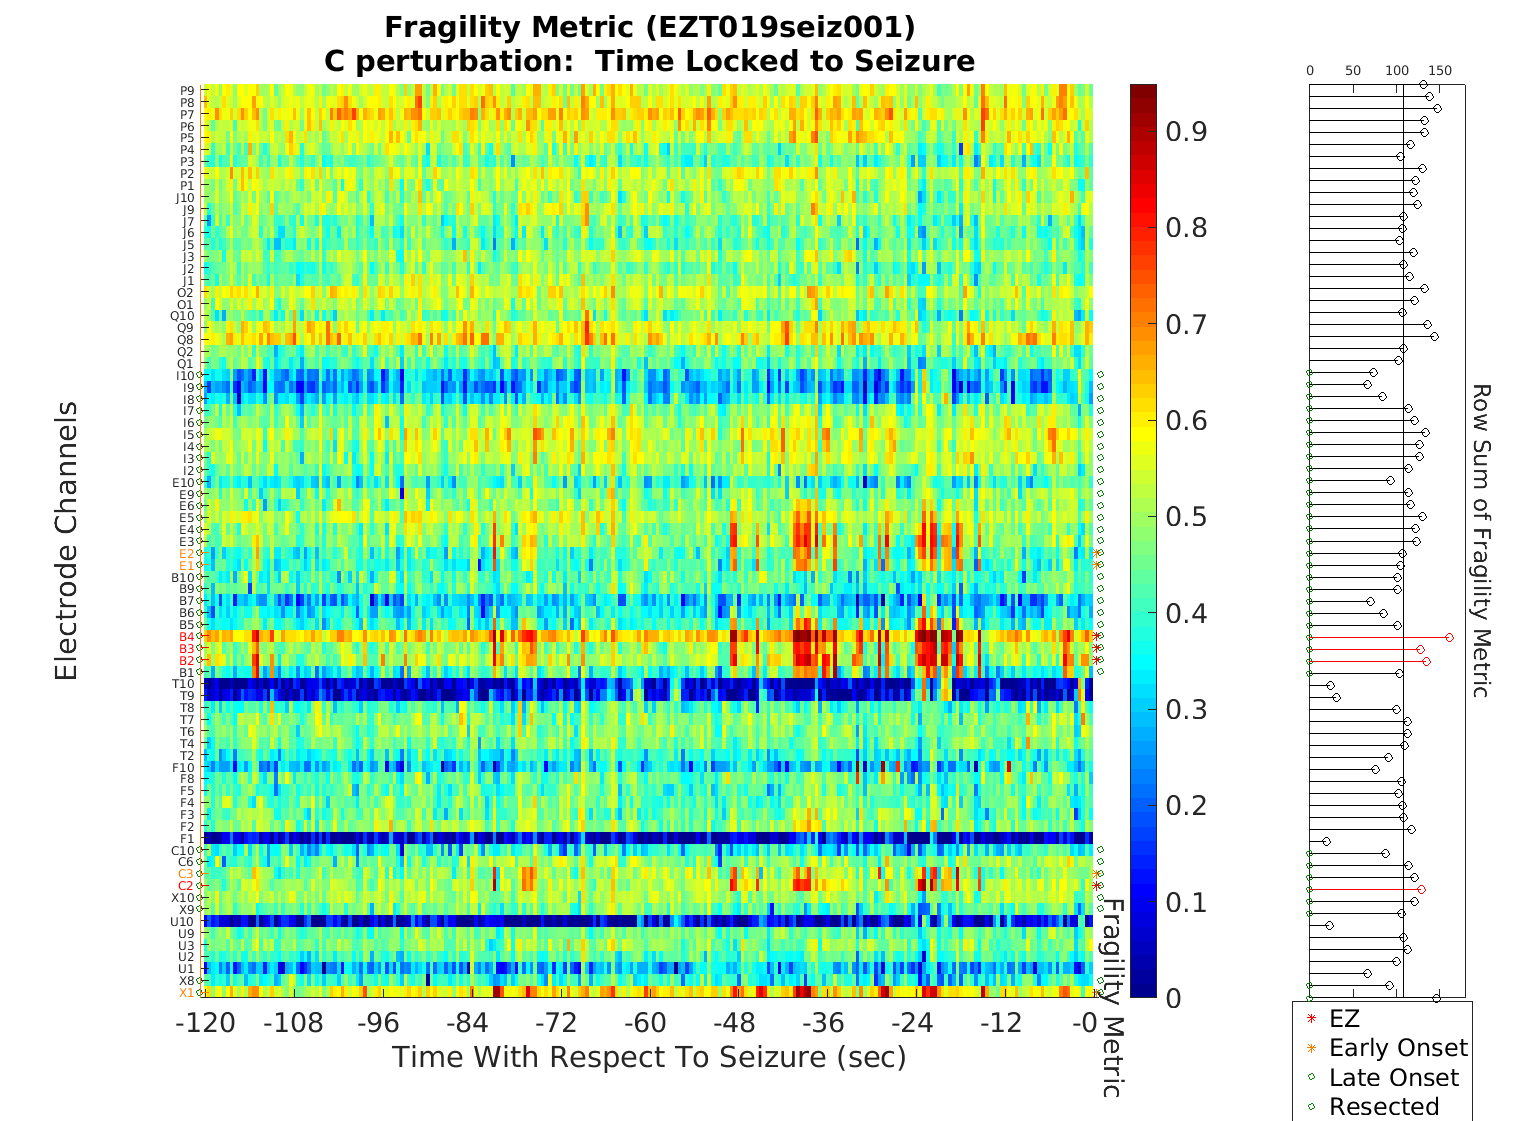 Fragility Metric (EZT019seiz001)
C perturbation:  Time Locked to Seizure
Electrode Channels
P9
P8
P7
P6
P5
P4
P3
P2
P1
J10
J9
J7
J6
J5
J3
J2
J1
O2
O1
Q10
Q9
Q8
Q2
Q1
I10
I9
I8
I7
I6
I5
I4
I3
I2
E10
E9
E6
E5
E4
E3
E2
E1
B10
B9
B7
B6
B5
B4
B3
B2
B1
T10
T9
T8
T7
T6
T4
T2
F10
F8
F5
F4
F3
F2
F1
C10
C6
C3
C2
X10
X9
U10
U9
U3
U2
U1
X8
X1
-120 -108 -96 -84 -72 -60 -48 -36 -24 -12 -0
Time With Respect To Seizure (sec)
0.9
0.8
0.7
0.6
0.5
0.4
0.3
0.2
0.1
0
Fragility Metric
0 50 100 150
Row Sum of Fragility Metric
EZ
Early Onset
Late Onset
Resected